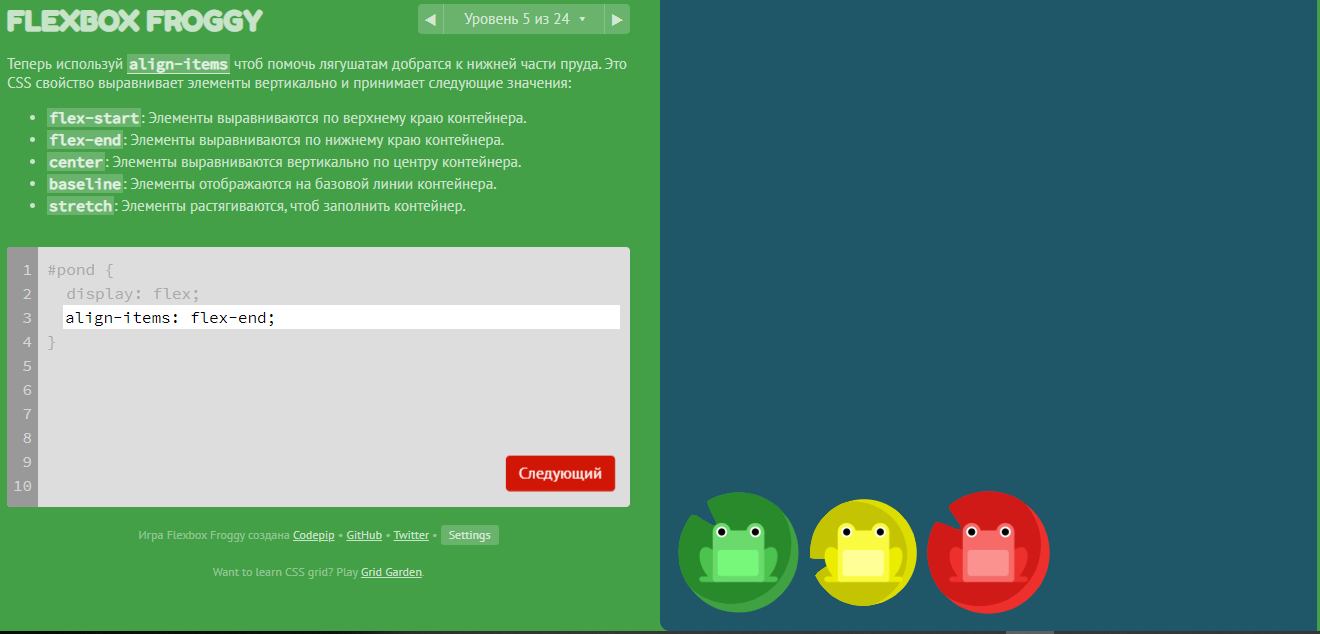 FLEXBOX FROGGY
◀ Уровень 5 из 24 ▼ ▶
Теперь используй align-items чтоб помочь лягушатам добратся к нижней части пруда. Это
CSS свойство выравнивает элементы вертикально и принимает следующие значения:
• flex-start: Элементы выравниваются по верхнему краю контейнера.
• flex-end: Элементы выравниваются по нижнему краю контейнера.
• center: Элементы выравниваются вертикально по центру контейнера.
• baseline: Элементы отображаются на базовой линии контейнера.
• stretch: Элементы растягиваются, чтоб заполнить контейнер.
1 #pond {
2 display: flex;
3 align-items: flex-end;
4 }
5
6
7
8
9
10
Следующий
Игра Flexbox Froggy создана Codepip • GitHub • Twitter • Settings
Want to learn CSS grid? Play Grid Garden.